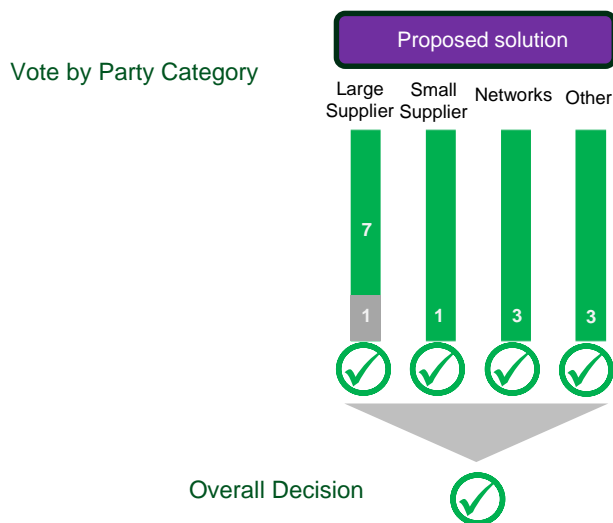 Proposed solution
Vote by Party Category
Large Supplier
Small Supplier
Networks
Other
7
1
1
3
3
Overall Decision